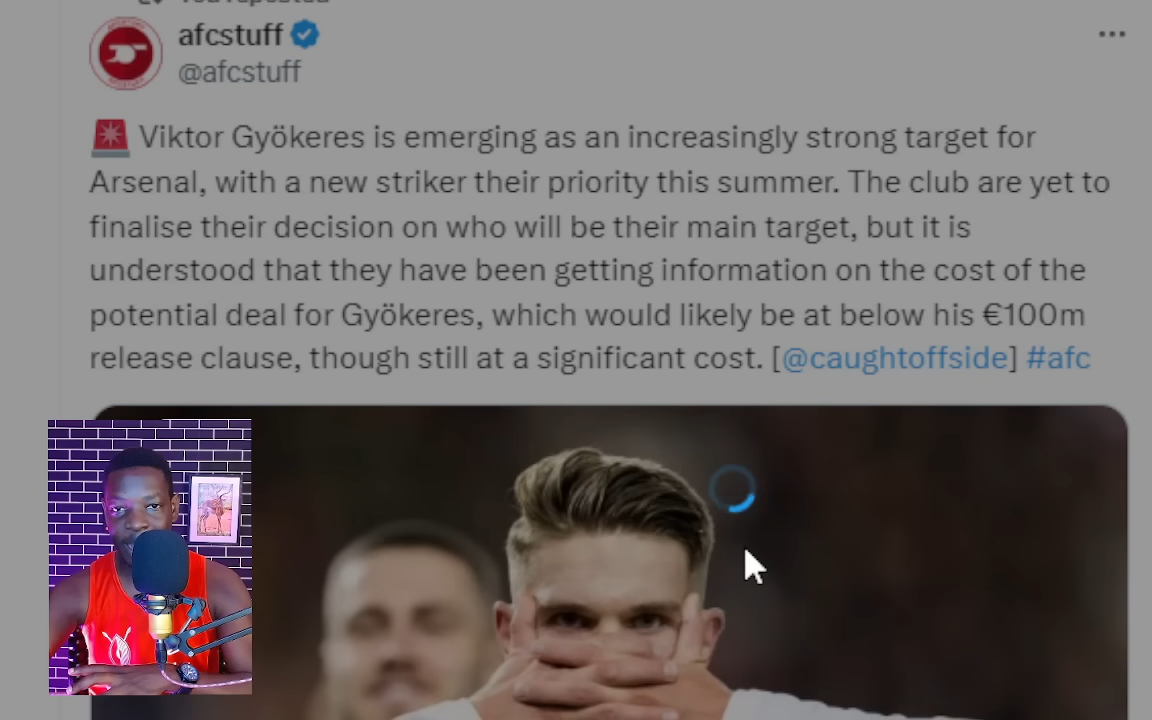 You reposted
afcstuff
@afcstuff
🚨 Viktor Gyökeres is emerging as an increasingly strong target for
Arsenal, with a new striker their priority this summer. The club are yet to
finalise their decision on who will be their main target, but it is
understood that they have been getting information on the cost of the
potential deal for Gyökeres, which would likely be at below his €100m
release clause, though still at a significant cost. [@caughtoffside] #afc